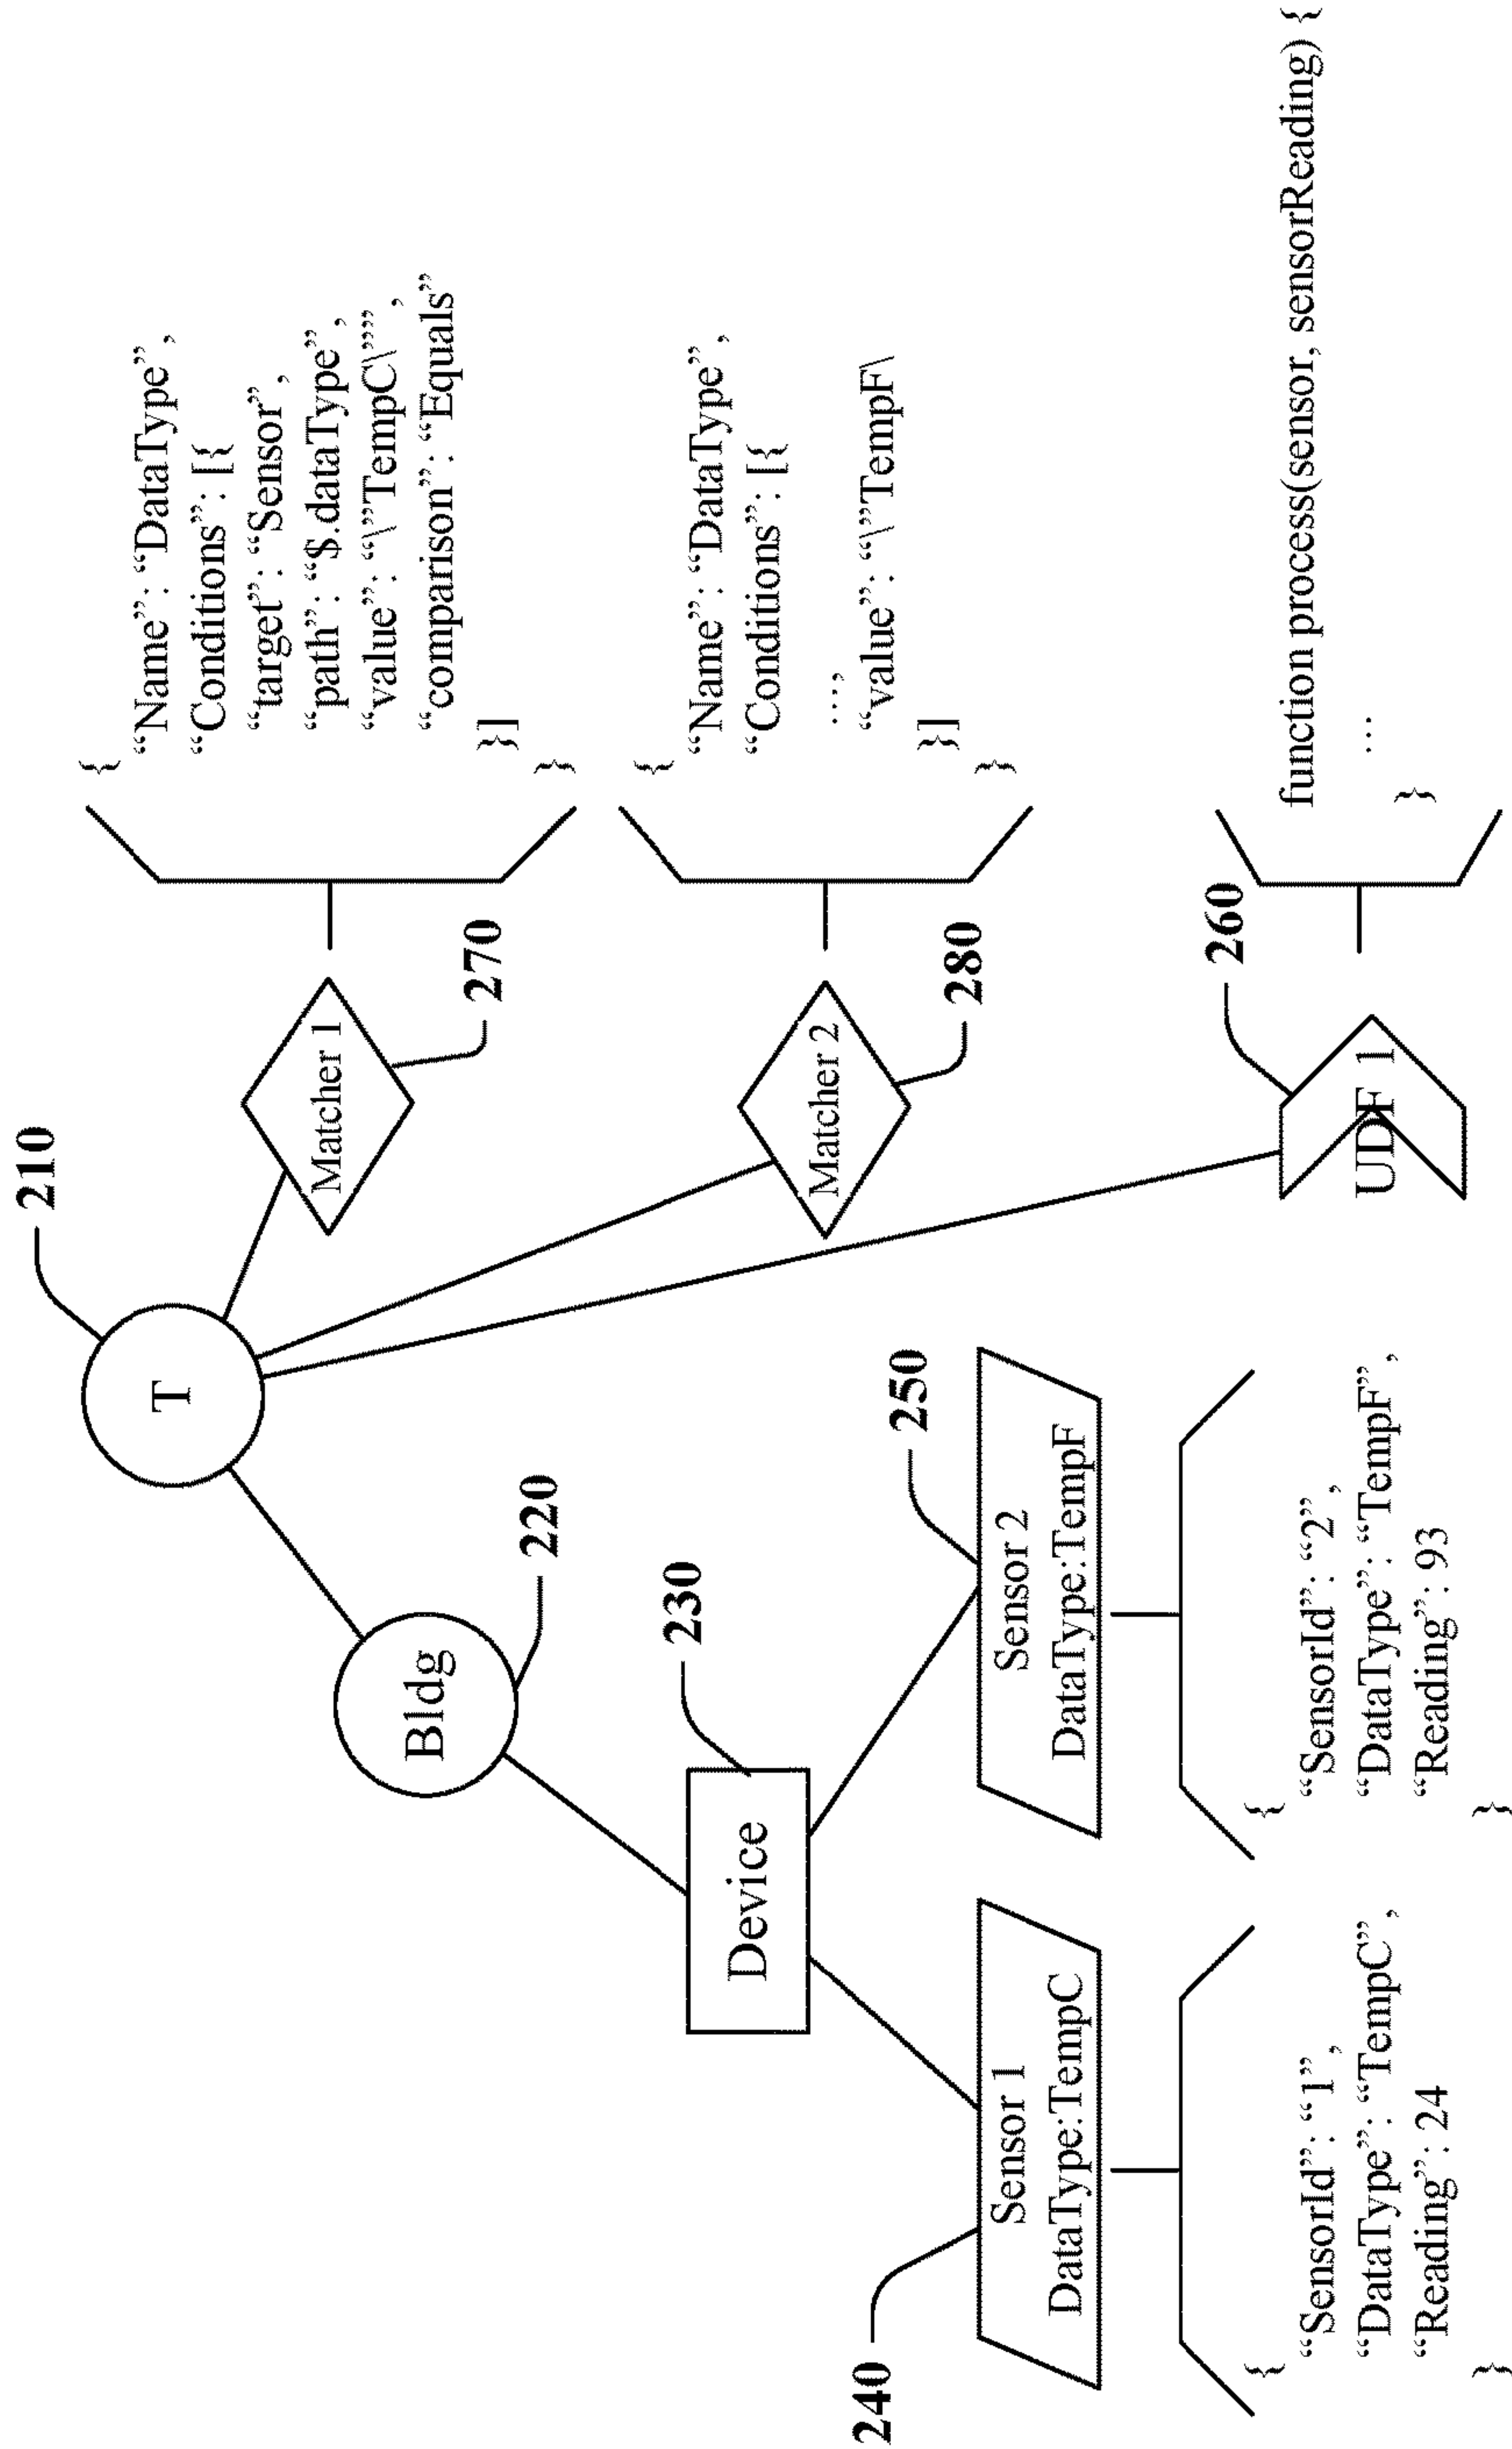 210
T
Bldg
220
Device
230
240
Sensor 1
DataType:TempC
{
“SensorId”: “1”,
“DataType”: “TempC”,
“Reading”: 24
}
250
Sensor 2
DataType:TempF
{
“SensorId”: “2”,
“DataType”: “TempF”,
“Reading”: 93
}
Matcher 1
270
{
“Name”: “DataType”,
“Conditions”: [{
“target”: “Sensor”,
“path”: “$.dataType”,
“value”: “\”TempC\””,
“comparison”: “Equals”
}]
}
Matcher 2
280
{
“Name”: “DataType”,
“Conditions”: [{
…,
“value”: “\”TempF\
}]
}
260
UDF 1
function process(sensor, sensorReading) {
…
}